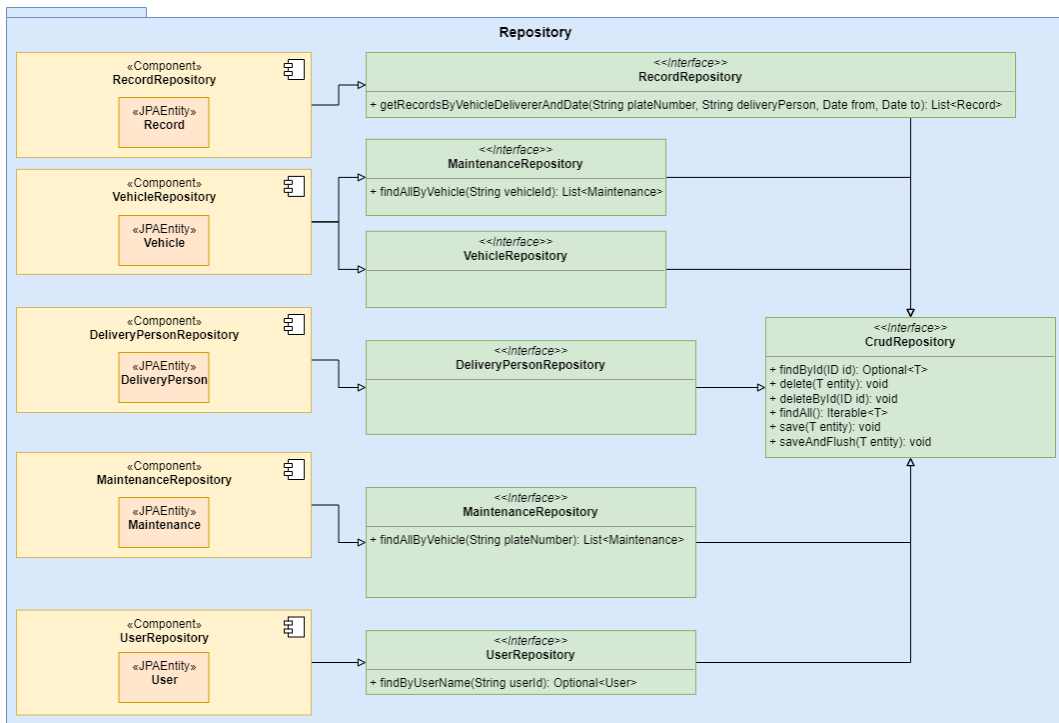 Repository
«Component»
RecordRepository
«JPAEntity»
Record
<<Interface>>
RecordRepository
+ getRecordsByVehicleDelivererAndDate(String plateNumber, String deliveryPerson, Date from, Date to): List<Record>
«Component»
VehicleRepository
«JPAEntity»
Vehicle
<<Interface>>
MaintenanceRepository
+ findAllByVehicle(String vehicleId): List<Maintenance>
<<Interface>>
VehicleRepository
«Component»
DeliveryPersonRepository
«JPAEntity»
DeliveryPerson
<<Interface>>
DeliveryPersonRepository
<<Interface>>
CrudRepository
+ findById(ID id): Optional<T>
+ delete(T entity): void
+ deleteById(ID id): void
+ findAll(): Iterable<T>
+ save(T entity): void
+ saveAndFlush(T entity): void
«Component»
MaintenanceRepository
«JPAEntity»
Maintenance
<<Interface>>
MaintenanceRepository
+ findAllByVehicle(String plateNumber): List<Maintenance>
«Component»
UserRepository
«JPAEntity»
User
<<Interface>>
UserRepository
+ findByUserName(String userId): Optional<User>